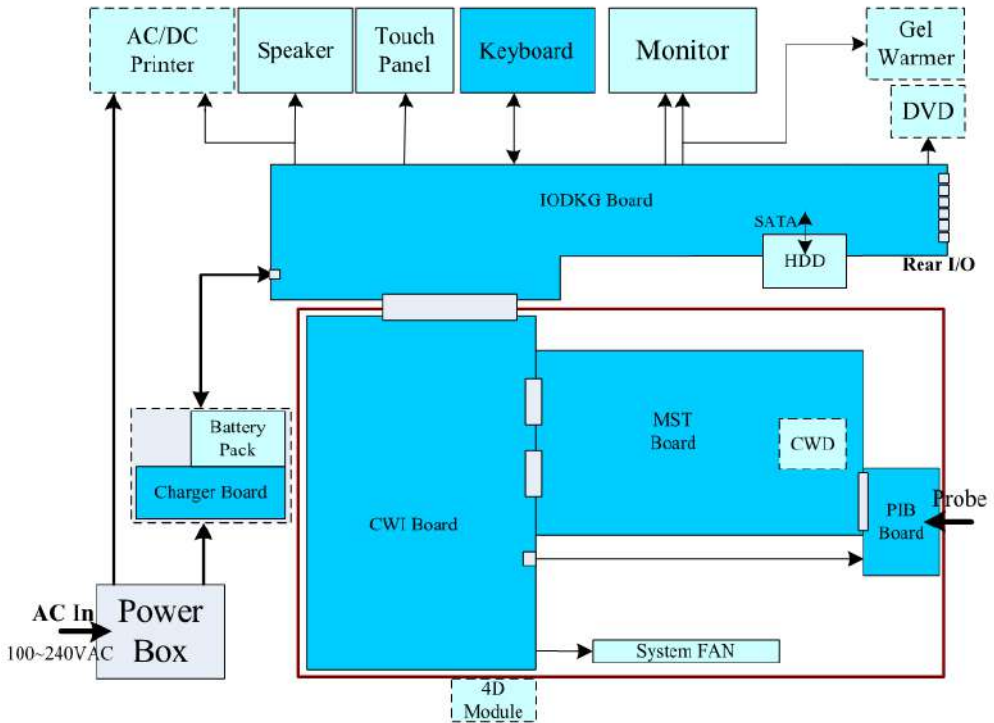 AC/DC
Printer
Speaker
Touch
Panel
Keyboard
Monitor
Gel
Warmer
DVD
IODKG Board
SATA
HDD
Rear I/O
Battery
Pack
Charger Board
MST
Board
CWD
CWI Board
PIB
Board
Probe
AC In
100~240VAC
Power
Box
System FAN
4D
Module